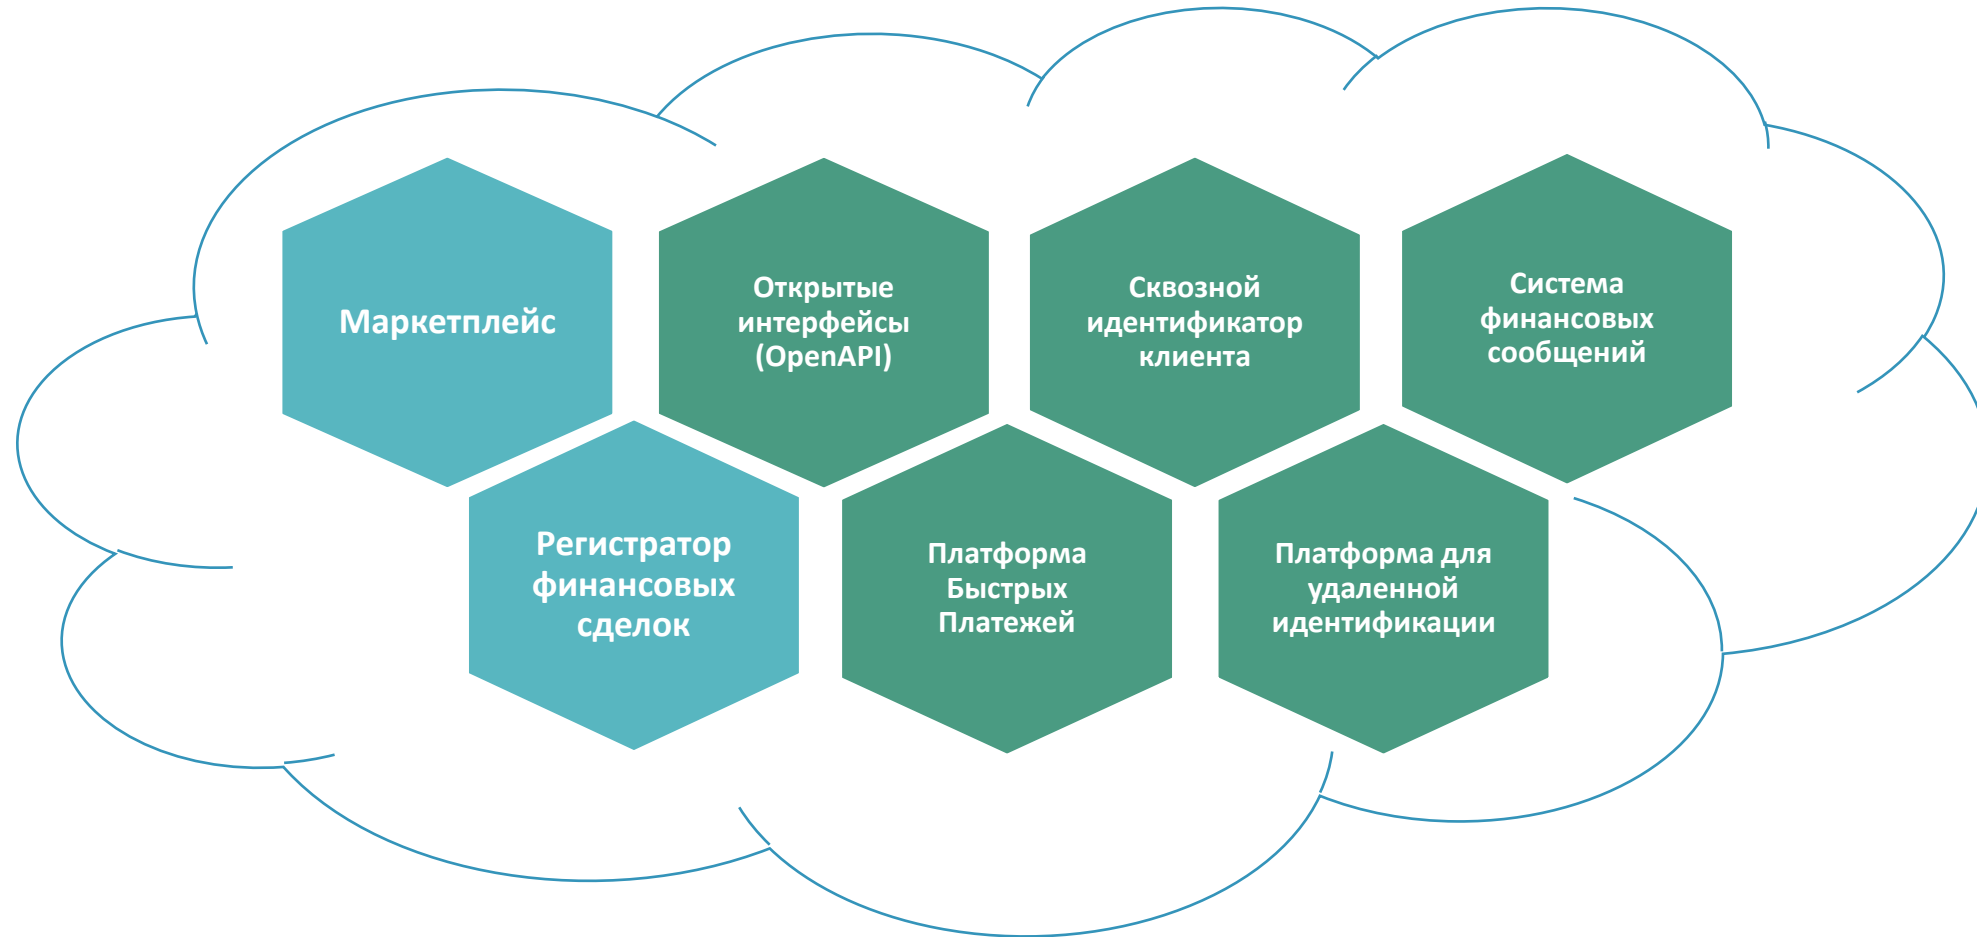 Маркетплейс
Открытые
интерфейсы
(OpenAPI)
Сквозной
идентификатор
клиента
Система
финансовых
сообщений
Регистратор
финансовых
сделок
Платформа
Быстрых
Платежей
Платформа для
удаленной
идентификации